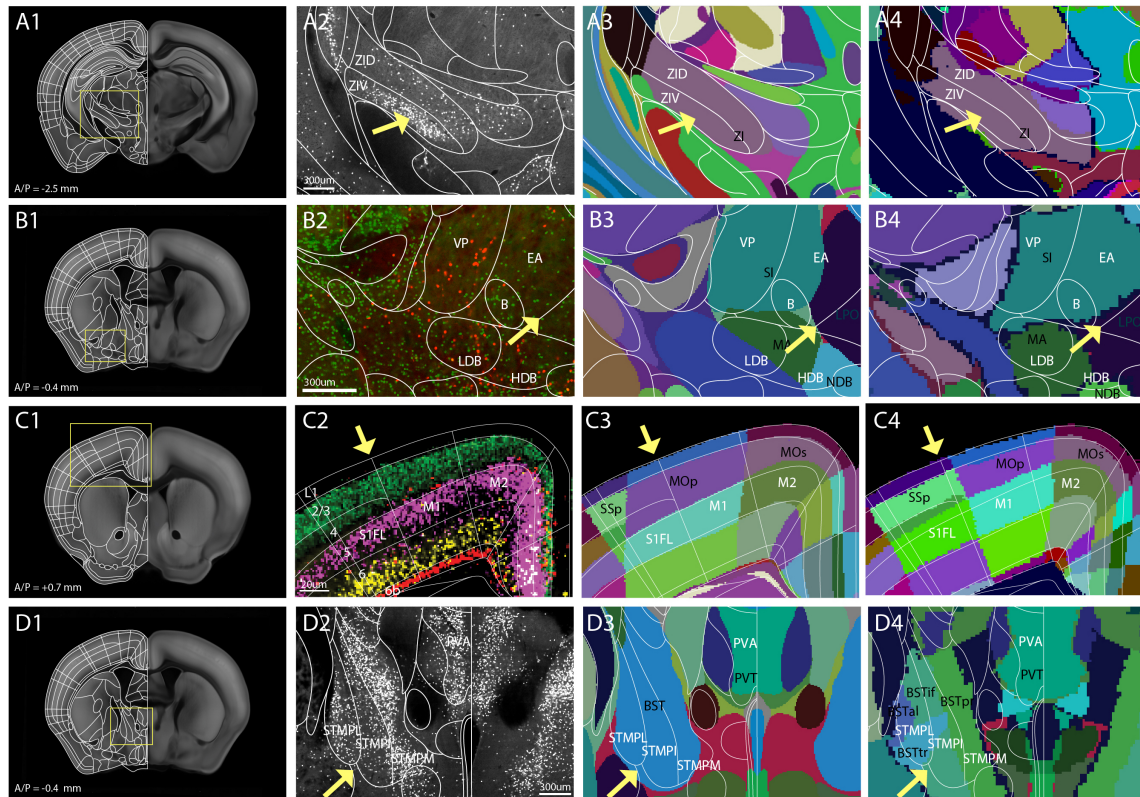 A1
A/P = -2.5 mm
A2
ZID
ZIV
300um
A3
ZID
ZIV
ZI
A4
ZID
ZIV
ZI
B1
A/P = -0.4 mm
B2
VP
EA
B
LDB
HDB
300um
B3
VP
SI
EA
B
LPO
MA
LDB
HDB
NDB
B4
VP
SI
EA
B
LPO
MA
LDB
HDB
NDB
C1
A/P = +0.7 mm
C2
L1
2/3
4
5
6
6b
M1
M2
20um
C3
MOp
MOs
SSp
M1
M2
S1FL
C4
MOp
MOs
SSp
M1
M2
S1FL
D1
A/P = -0.4 mm
D2
PVA
STMPL
STMPI
STMPM
300um
D3
PVA
PVT
BST
STMPL
STMPI
STMPM
D4
PVA
PVT
BSTif
BSTal
BSTpr
STMPL
STMPI
BSTtr
STMPM